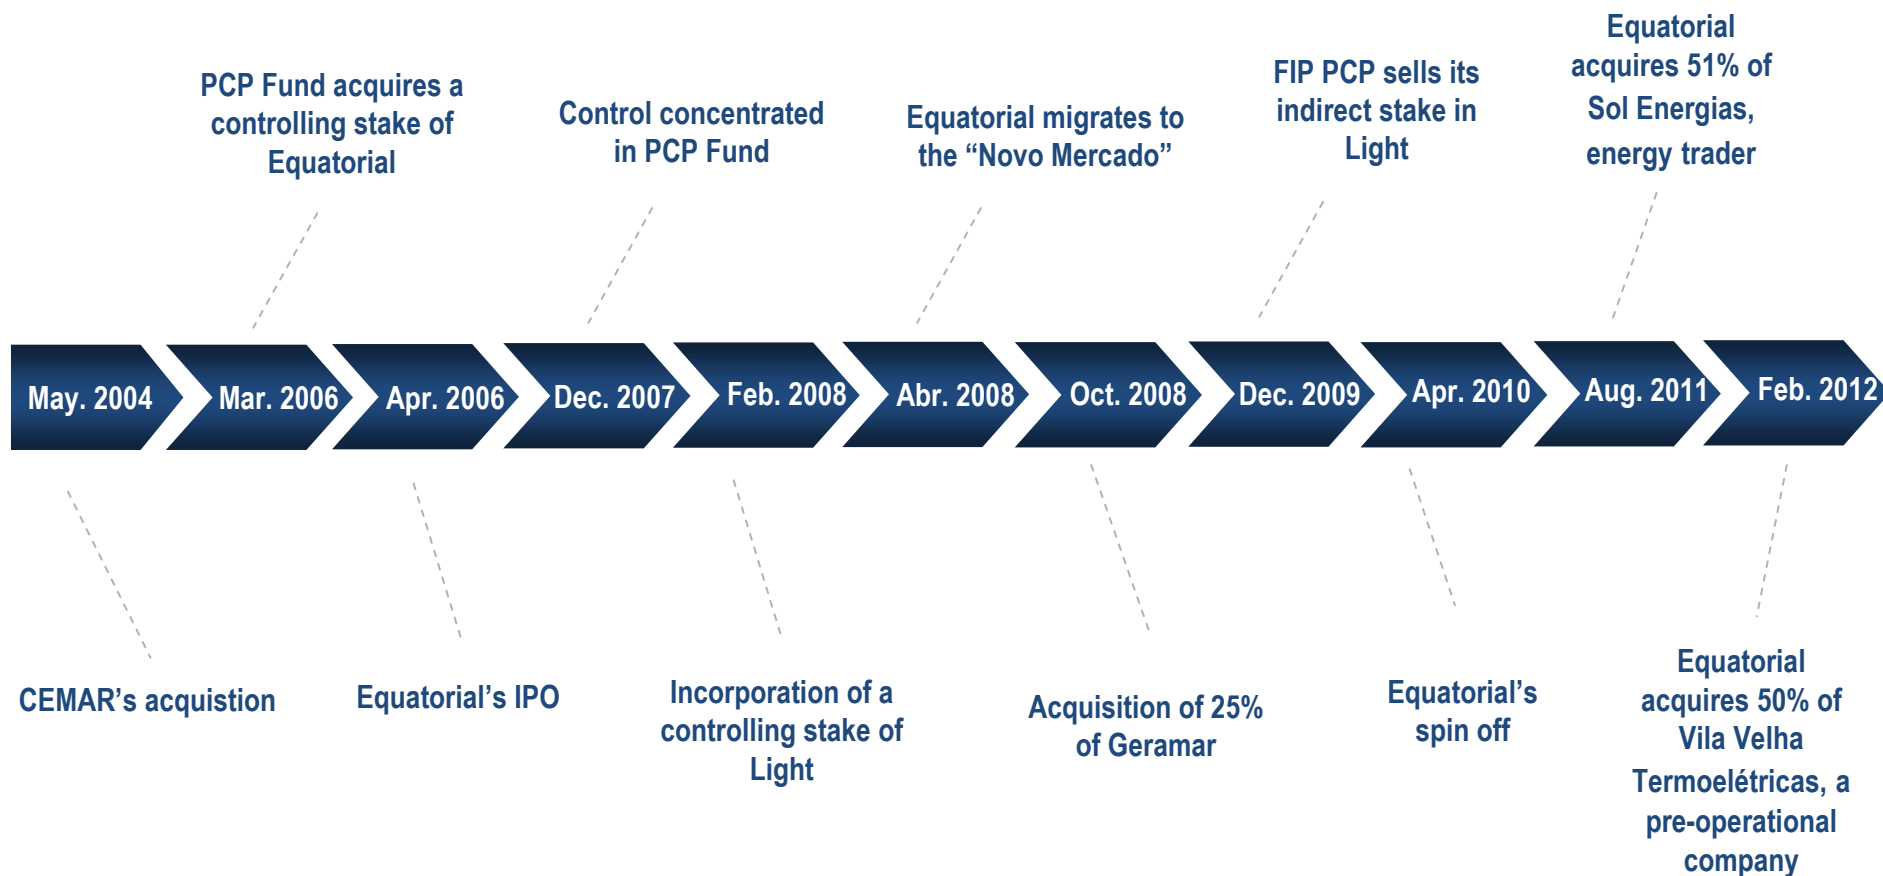 PCP Fund acquires a
controlling stake of
Equatorial
Control concentrated
in PCP Fund
Equatorial migrates to
the “Novo Mercado”
FIP PCP sells its
indirect stake in
Light
Equatorial
acquires 51% of
Sol Energias,
energy trader
May. 2004
Mar. 2006
Apr. 2006
Dec. 2007
Feb. 2008
Abr. 2008
Oct. 2008
Dec. 2009
Apr. 2010
Aug. 2011
Feb. 2012
CEMAR’s acquistion
Equatorial’s IPO
Incorporation of a
controlling stake of
Light
Acquisition of 25%
of Geramar
Equatorial’s
spin off
Equatorial
acquires 50% of
Vila Velha
Termoelétricas, a
pre-operational
company